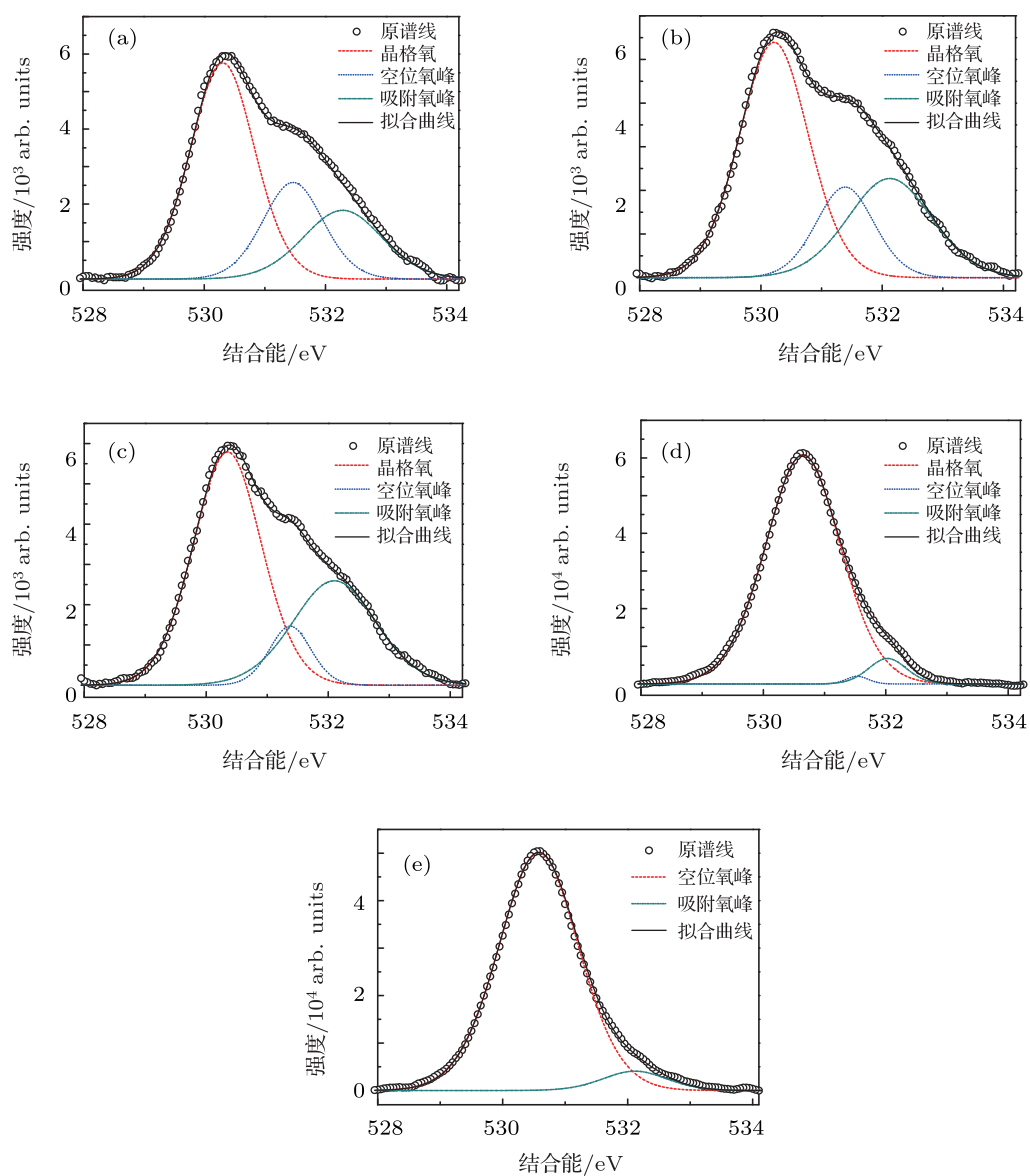 (a)
原谱线
晶格氧
空位氧峰
吸附氧峰
拟合曲线
6
4
2
0
强度/10³ arb. units
528
530
532
534
结合能/eV
(b)
原谱线
晶格氧
空位氧峰
吸附氧峰
拟合曲线
6
4
2
0
强度/10³ arb. units
528
530
532
534
结合能/eV
(c)
原谱线
晶格氧
空位氧峰
吸附氧峰
拟合曲线
6
4
2
0
强度/10³ arb. units
528
530
532
534
结合能/eV
(d)
原谱线
晶格氧
空位氧峰
吸附氧峰
拟合曲线
6
4
2
0
强度/10⁴ arb. units
528
530
532
534
结合能/eV
(e)
原谱线
空位氧峰
吸附氧峰
拟合曲线
4
2
0
强度/10⁴ arb. units
528
530
532
534
结合能/eV